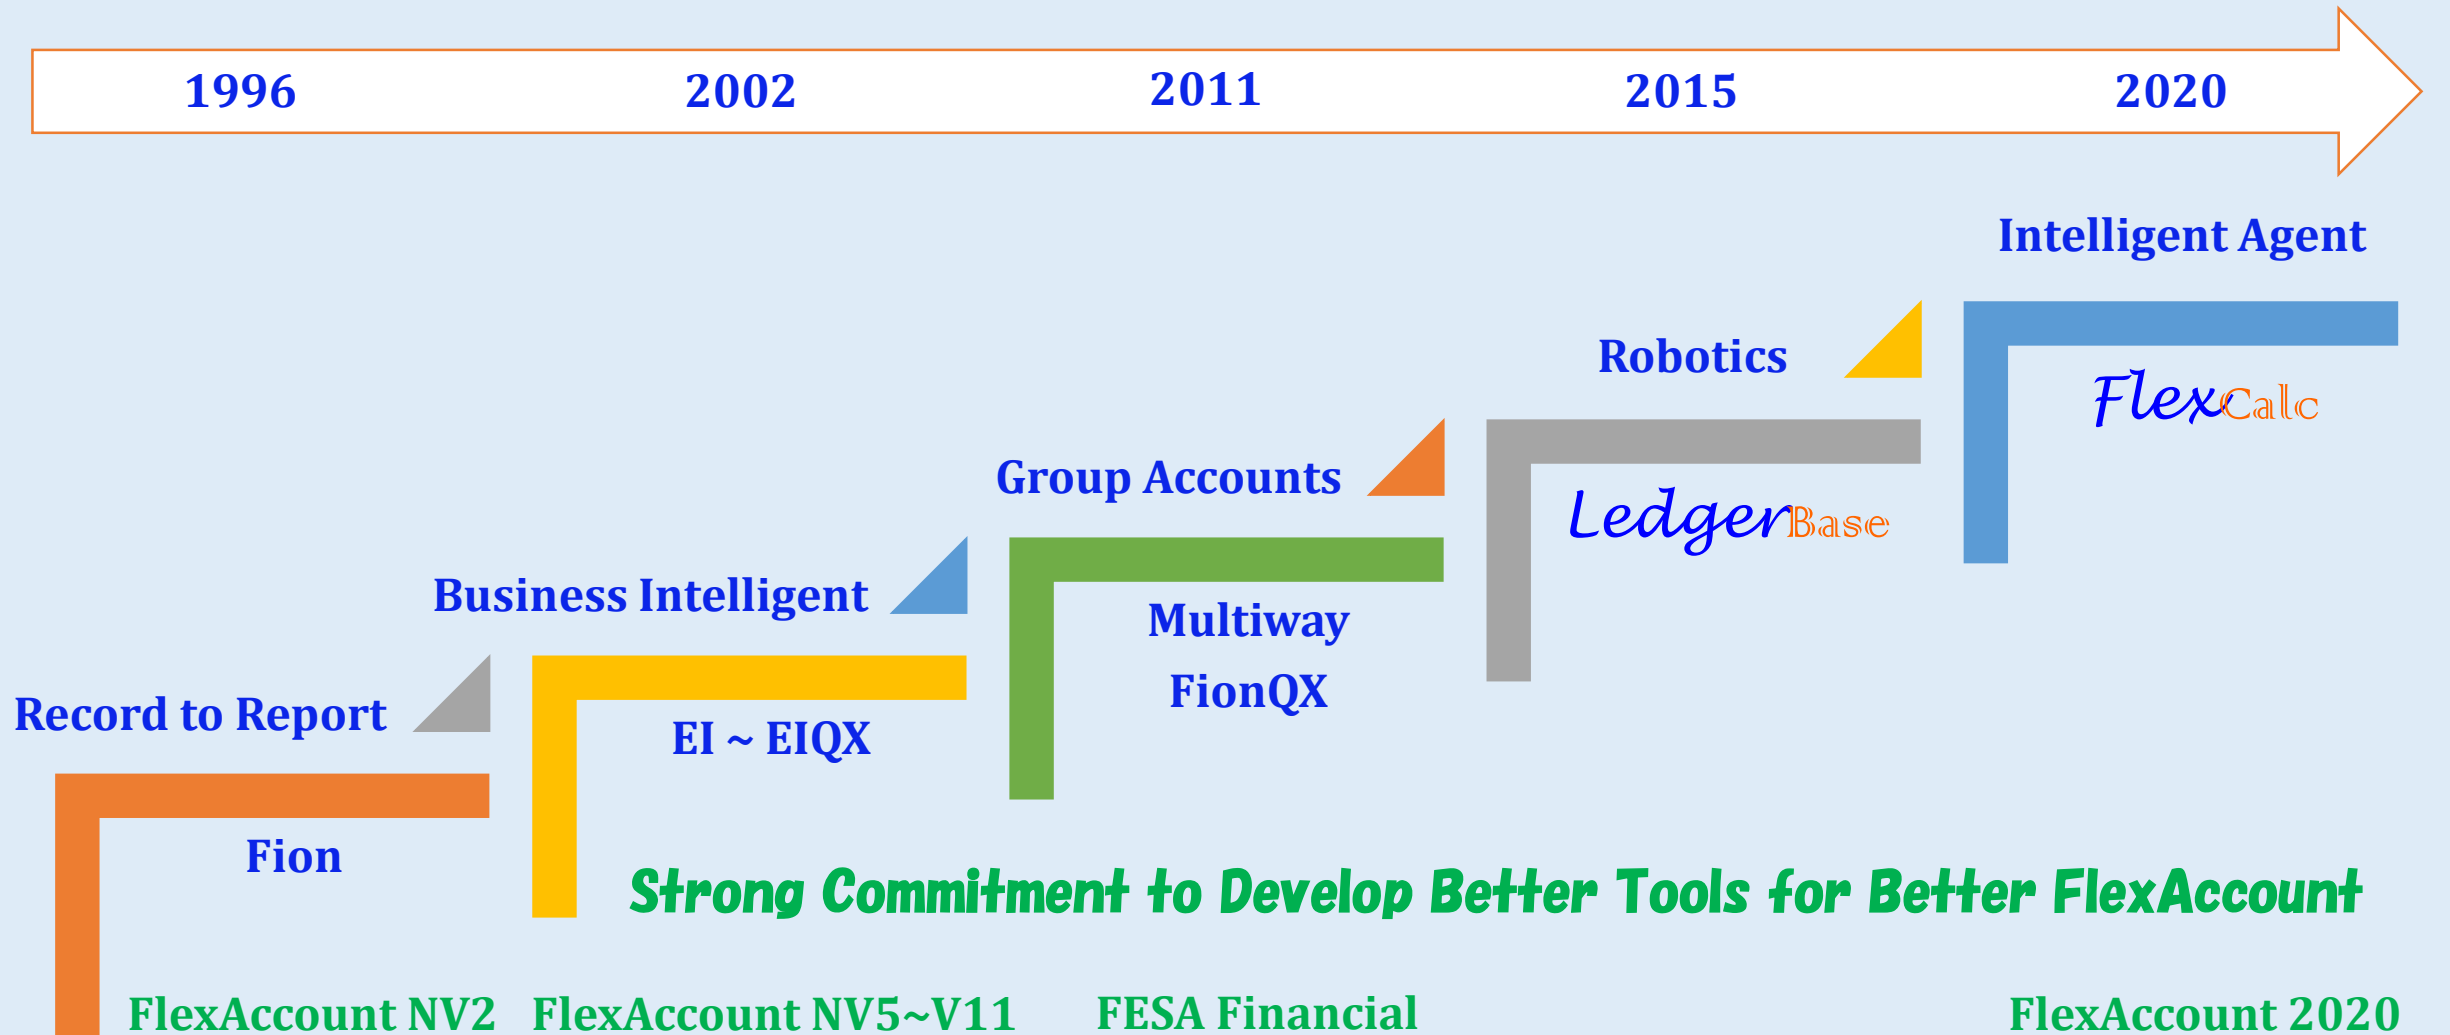 1996
2002
2011
2015
2020
Intelligent Agent
Robotics
FlexCalc
Group Accounts
LedgerBase
Business Intelligent
Multiway
FionQX
Record to Report
EI ~ EIQX
Fion
Strong Commitment to Develop Better Tools for Better FlexAccount
FlexAccount NV2
FlexAccount NV5~V11
FESA Financial
FlexAccount 2020